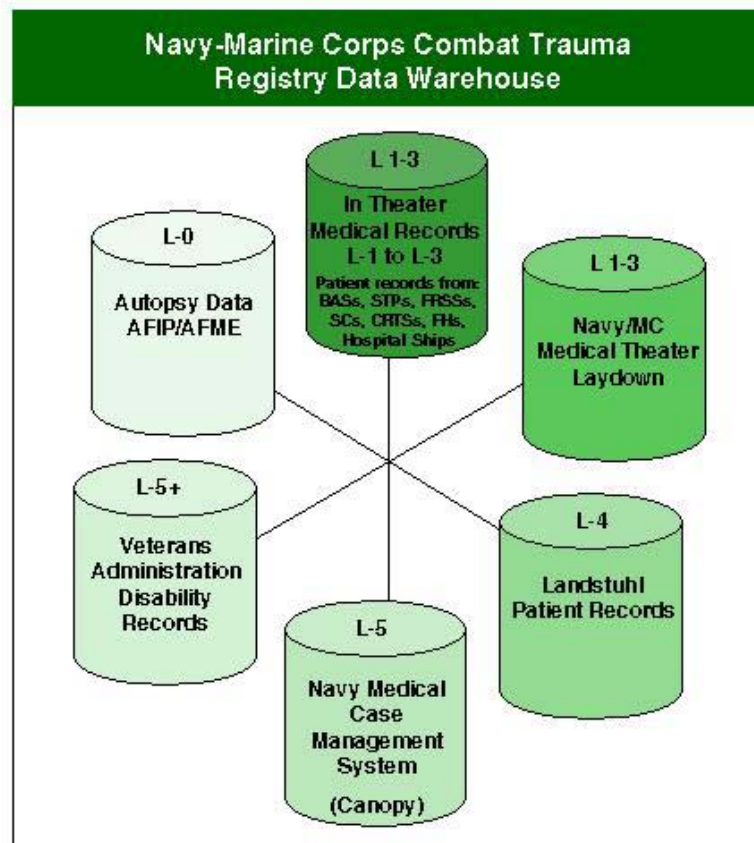 Navy-Marine Corps Combat Trauma
Registry Data Warehouse
L 1-3
In Theater
Medical Records
L-1 to L-3
Patient records from:
BASs, STPs, FRSSs,
SCs, CRTSs, FHs,
Hospital Ships
L-0
Autopsy Data
AFIP/AFME
L 1-3
Navy/MC
Medical Theater
Laydown
L-5+
Veterans
Administration
Disability
Records
L-4
Landstuhl
Patient Records
L-5
Navy Medical
Case
Management
System
(Canopy)